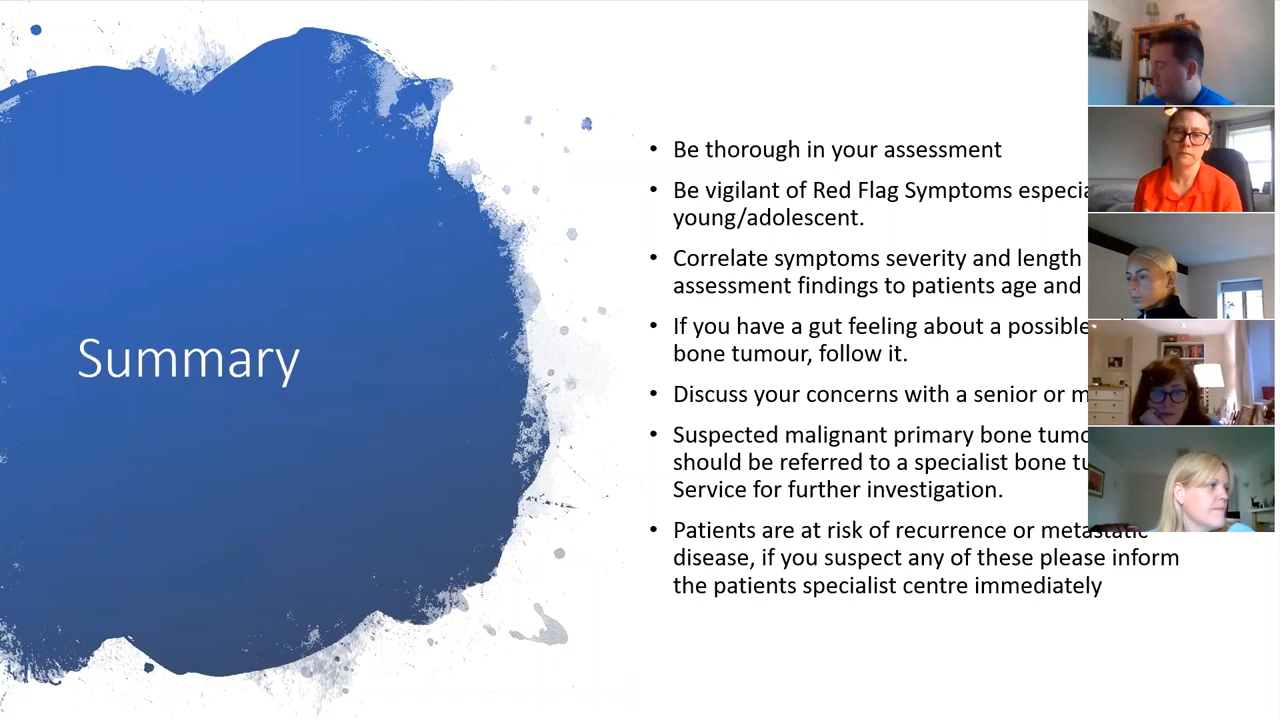 Summary
• Be thorough in your assessment
• Be vigilant of Red Flag Symptoms
young/adolescent.
• Correlate symptoms severity and length
assessment findings to patients age and
• If you have a gut feeling about a possible
bone tumour, follow it.
• Discuss your concerns with a senior or
• Suspected malignant primary bone
should be referred to a specialist bone
Service for further investigation.
• Patients are at risk of recurrence or metastatic
disease, if you suspect any of these please inform
the patients specialist centre immediately